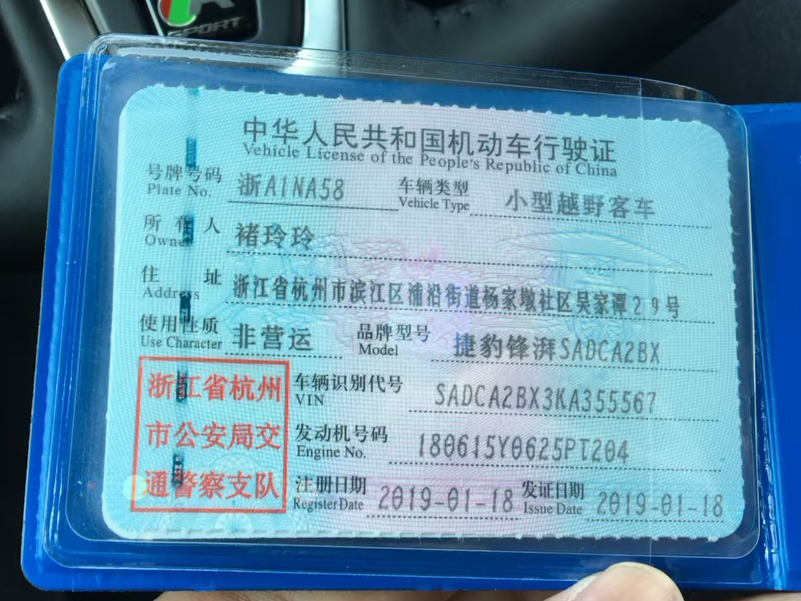 SPORT
中华人民共和国机动车行驶证
Vehicle License of the People's Republic of China
号牌号码 浙A1NA58 车辆类型 小型越野客车
Plate No. Vehicle Type
所有人 褚玲玲
Owner
住址 浙江省杭州市滨江区浦沿街道杨家墩社区吴家潭29号
Address
使用性质 非营运 品牌型号 捷豹锋湃SADCA2BX
Use Character Model
浙江省杭州
市公安局交
通警察支队
车辆识别代号 SADCA2BX3KA355567
VIN
发动机号码 180615Y0625PT204
Engine No.
注册日期 2019-01-18 发证日期 2019-01-18
Register Date Issue Date